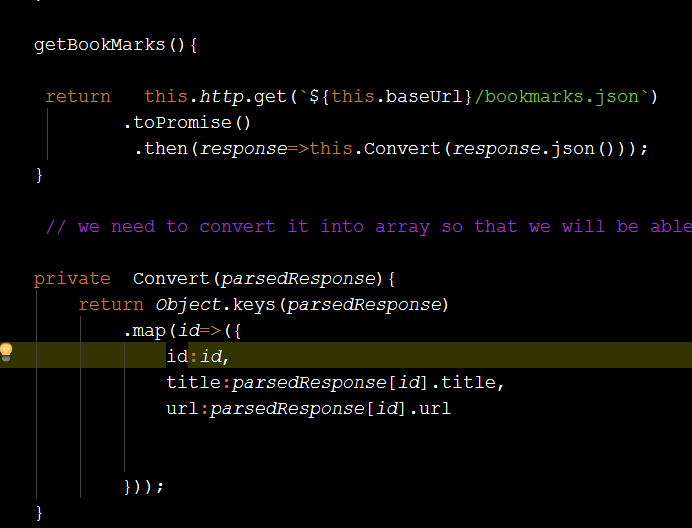 getBookMarks(){
return this.http.get(`${this.baseUrl}/bookmarks.json`)
.toPromise()
.then(response=>this.Convert(response.json()));
}
// we need to convert it into array so that we will be able
private Convert(parsedResponse){
return Object.keys(parsedResponse)
.map(id=>({
id:id,
title:parsedResponse[id].title,
url:parsedResponse[id].url
}));
}